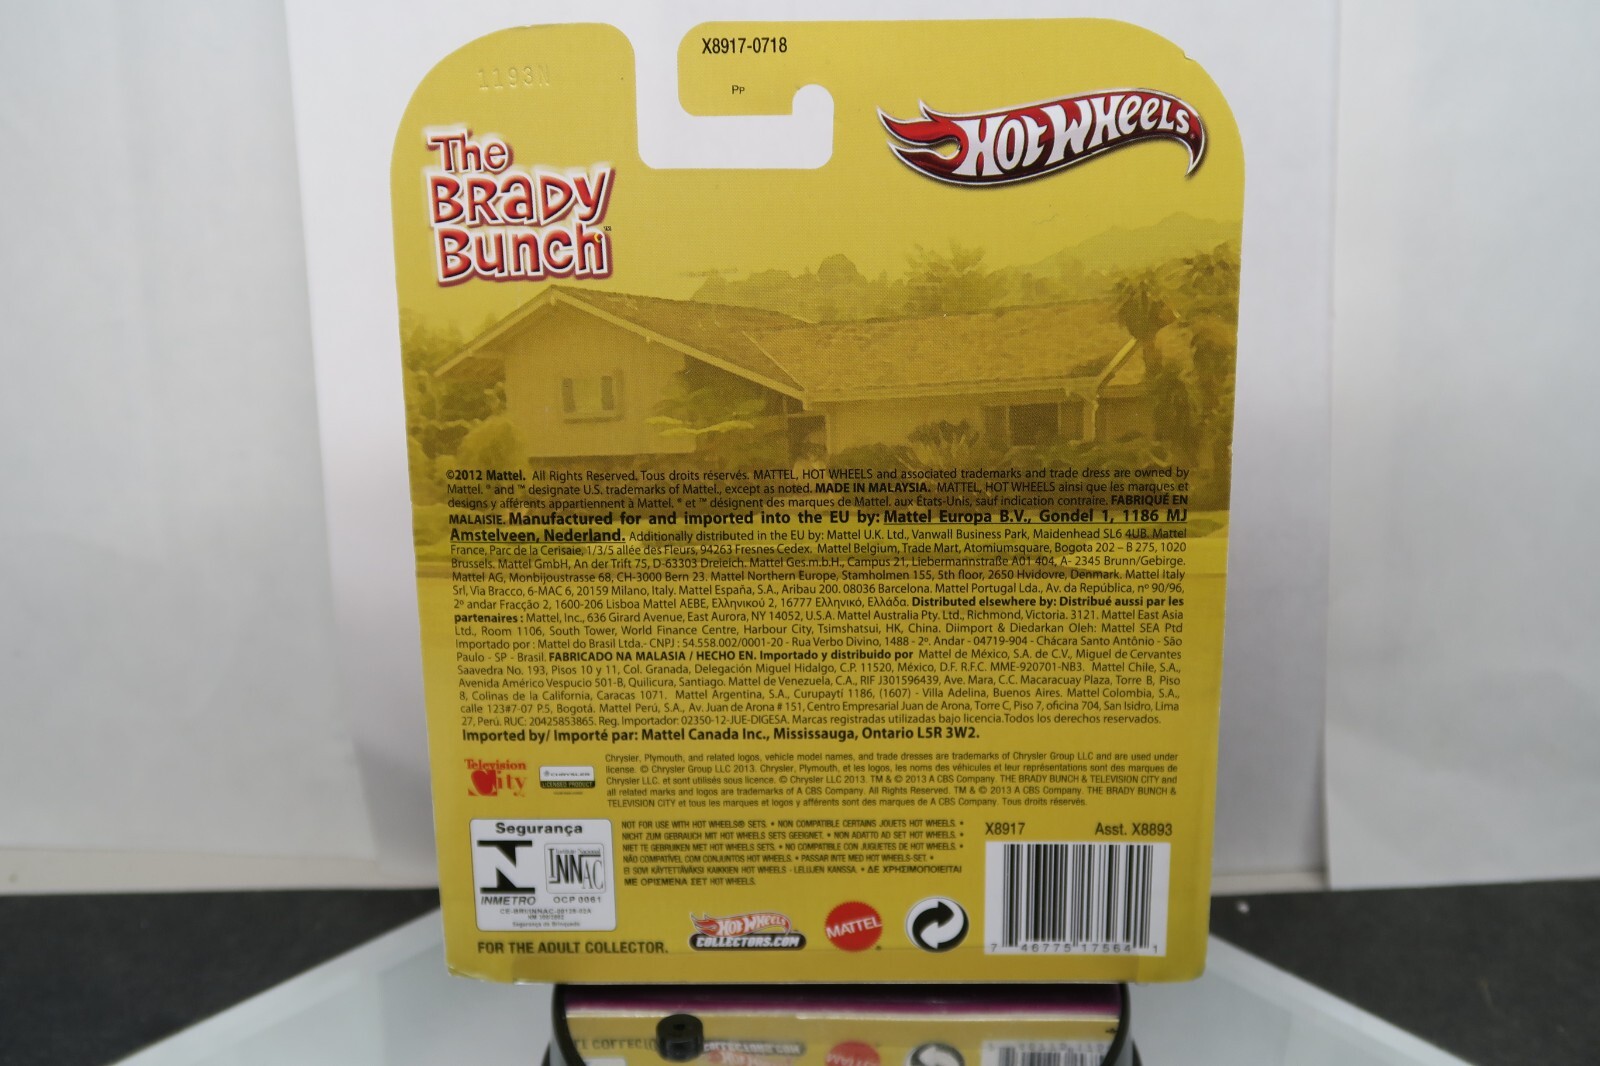 X8917-0718
1193N
PP
The
BRADY
BUNCH™
HOT WHEELS®
©2012 Mattel. All Rights Reserved. Tous droits réservés. MATTEL, HOT WHEELS and associated trademarks and trade dress are owned by
Mattel. ® and ™ designate U.S. trademarks of Mattel., except as noted. MADE IN MALAYSIA. MATTEL, HOT WHEELS ainsi que les marques et
designs y afférents appartiennent à Mattel. ® et ™ désignent des marques de Mattel. aux États-Unis, sauf indication contraire. FABRIQUÉ EN
MALAISIE. Manufactured for and imported into the EU by: Mattel Europa B.V., Gondel 1, 1186 MJ
Amstelveen, Nederland. Additionally distributed in the EU by: Mattel U.K. Ltd., Vanwall Business Park, Maidenhead SL6 4UB. Mattel
France, Parc de la Cerisaie, 1/3/5 allée des Fleurs, 94263 Fresnes Cedex. Mattel Belgium, Trade Mart, Atomiumsquare, Bogota 202 – B 275, 1020
Brussels. Mattel GmbH, An der Trift 75, D-63303 Dreieich. Mattel Ges.m.b.H., Campus 21, Liebermannstraße A01 404, A- 2345 Brunn/Gebirge.
Mattel AG, Monbijoustrasse 68, CH-3000 Bern 23. Mattel Northern Europe, Stamholmen 155, 5th floor, 2650 Hvidovre, Denmark. Mattel Italy
Srl, Via Bracco, 6-MAC 6, 20159 Milano, Italy. Mattel España, S.A., Aribau 200. 08036 Barcelona. Mattel Portugal Lda., Av. da República, nº 90/96,
2º andar Fracção 2, 1600-206 Lisboa Mattel AEBE, Ελληνικού 2, 16777 Ελληνικό, Ελλάδα. Distributed elsewhere by: Distribué aussi par les
partenaires : Mattel, Inc., 636 Girard Avenue, East Aurora, NY 14052, U.S.A. Mattel Australia Pty. Ltd., Richmond, Victoria. 3121. Mattel East Asia
Ltd., Room 1106, South Tower, World Finance Centre, Harbour City, Tsimshatsui, HK, China. Diimport & Diedarkan Oleh: Mattel SEA Ptd
Importado por : Mattel do Brasil Ltda.- CNPJ : 54.558.002/0001-20 - Rua Verbo Divino, 1488 - 2º. Andar - 04719-904 - Chácara Santo Antônio - São
Paulo - SP - Brasil. FABRICADO NA MALASIA / HECHO EN. Importado y distribuido por Mattel de México, S.A. de C.V., Miguel de Cervantes
Saavedra No. 193, Pisos 10 y 11, Col. Granada, Delegación Miguel Hidalgo, C.P. 11520, México, D.F. R.F.C. MME-920701-NB3. Mattel Chile, S.A.,
Avenida Américo Vespucio 501-B, Quilicura, Santiago. Mattel de Venezuela, C.A., RIF J301596439, Ave. Mara, C.C. Macaracuay Plaza, Torre B, Piso
8, Colinas de la California, Caracas 1071. Mattel Argentina, S.A., Curupaytí 1186, (1607) - Villa Adelina, Buenos Aires. Mattel Colombia, S.A.,
calle 123#7-07 P.5, Bogotá. Mattel Perú, S.A., Av. Juan de Arona # 151, Centro Empresarial Juan de Arona, Torre C, Piso 7, oficina 704, San Isidro, Lima
27, Perú. RUC: 20425853865. Reg. Importador: 02350-12-JUE-DIGESA. Marcas registradas utilizadas bajo licencia.Todos los derechos reservados.
Imported by/ Importé par: Mattel Canada Inc., Mississauga, Ontario L5R 3W2.
Television
City
CHRYSLER
LICENSED PRODUCT
Chrysler, Plymouth, and related logos, vehicle model names, and trade dresses are trademarks of Chrysler Group LLC and are used under
license. © Chrysler Group LLC 2013. Chrysler, Plymouth, et les logos, les noms des véhicules et leur représentations sont des marques de
Chrysler LLC. et sont utilisés sous licence. © Chrysler LLC 2013. TM & © 2013 A CBS Company. THE BRADY BUNCH & TELEVISION CITY and
all related marks and logos are trademarks of A CBS Company. All Rights Reserved. TM & © 2013 A CBS Company. THE BRADY BUNCH &
TELEVISION CITY et tous les marques et logos y afférents sont des marques de A CBS Company. Tous droits réservés.
Segurança
INMETRO
INNAC
OCP 0061
Segurança do Brinquedo
NOT FOR USE WITH HOT WHEELS® SETS. • NON COMPATIBLE CERTAINS JOUETS HOT WHEELS. •
NICHT ZUM GEBRAUCH MIT HOT WHEELS SETS GEEIGNET. • NON ADATTO AD SET HOT WHEELS. •
NIET TE GEBRUIKEN MET HOT WHEELS SETS. • NO COMPATIBLE CON JUGUETES DE HOT WHEELS. •
NÃO COMPATÍVEL COM CONJUNTOS HOT WHEELS. • PASSAR INTE MED HOT WHEELS-SET. •
EI SOVI KÄYTETTÄVÄKSI KAIKKIEN HOT WHEELS - LELUJEN KANSSA. • ΔΕ ΧΡΗΣΙΜΟΠΟΙΕΙΤΑΙ
ΜΕ ΟΡΙΣΜΕΝΑ ΣΕΤ HOT WHEELS.
X8917 Asst. X8893
7 46775 17564 1
FOR THE ADULT COLLECTOR.
HOT WHEELS
COLLECTORS.COM
MATTEL